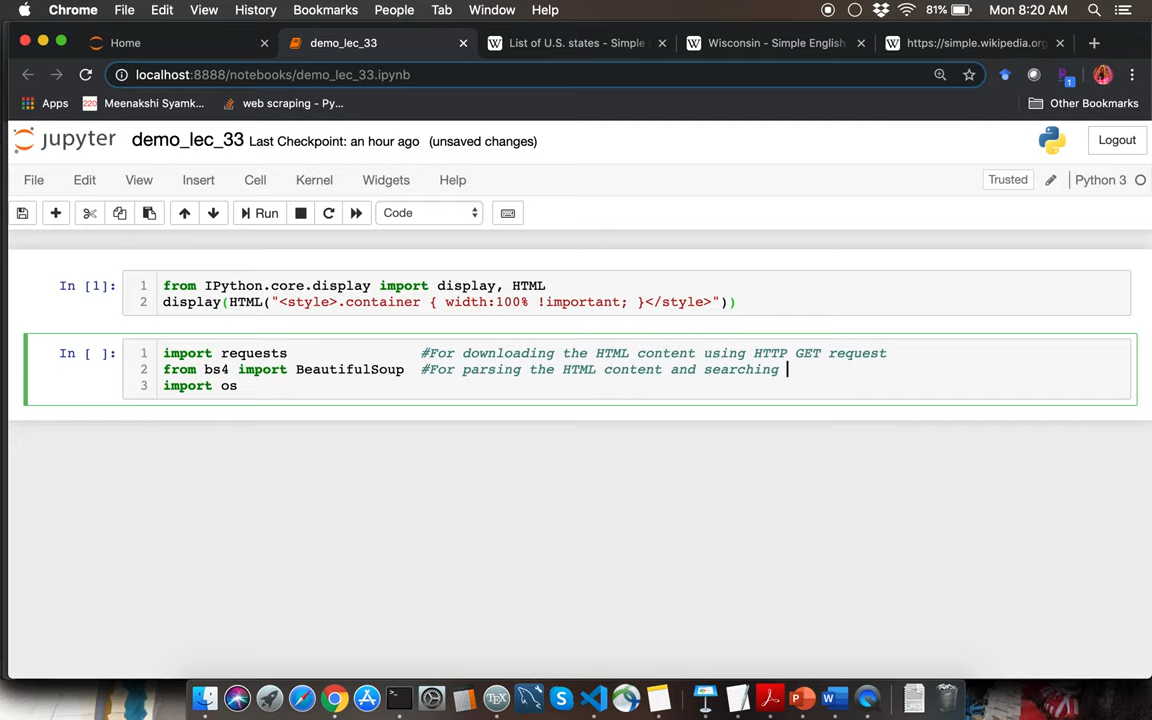 Chrome File Edit View History Bookmarks People Tab Window Help 81% Mon 8:20 AM
Home demo_lec_33 List of U.S. states - Simple Wisconsin - Simple English https://simple.wikipedia.org
localhost:8888/notebooks/demo_lec_33.ipynb
Apps 220 Meenakshi Syamk... web scraping - Py... Other Bookmarks
jupyter demo_lec_33 Last Checkpoint: an hour ago (unsaved changes) Logout
File Edit View Insert Cell Kernel Widgets Help Trusted Python 3
Run Code
In [1]: 1 from IPython.core.display import display, HTML
2 display(HTML("<style>.container { width:100% !important; }</style>"))
In [ ]: 1 import requests #For downloading the HTML content using HTTP GET request
2 from bs4 import BeautifulSoup #For parsing the HTML content and searching
3 import os